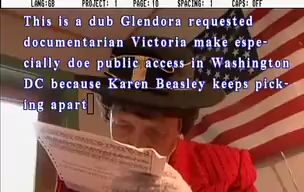 LANG:GB PROJECT: 1 PAGE:10 SPACING: 1 CAPS: OFF
This is a dub Glendora requested
documentarian Victoria make espe-
cially doe public access in Washington
DC because Karen Beasley keeps pick-
ing apart